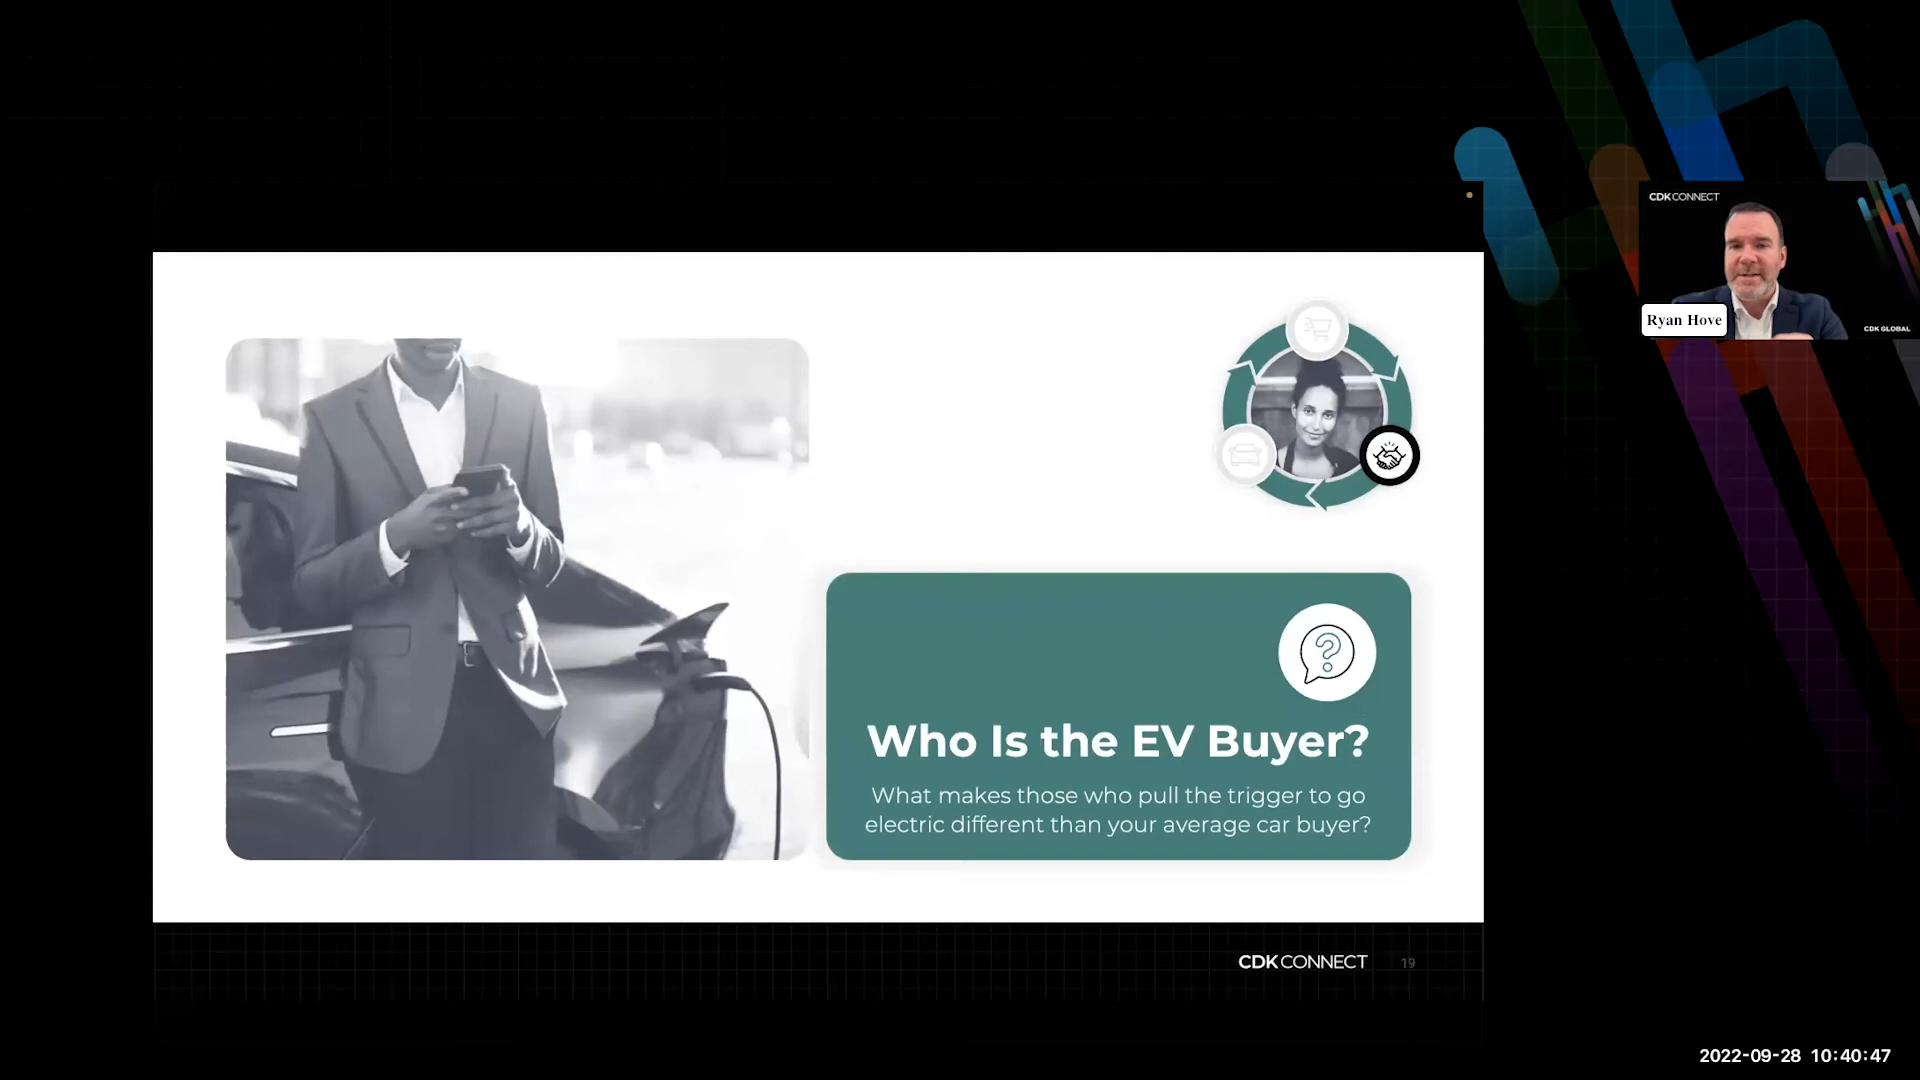 CDK CONNECT
Ryan Hove
CDK GLOBAL
Who Is the EV Buyer?
What makes those who pull the trigger to go
electric different than your average car buyer?
CDK CONNECT
19
2022-09-28 10:40:47